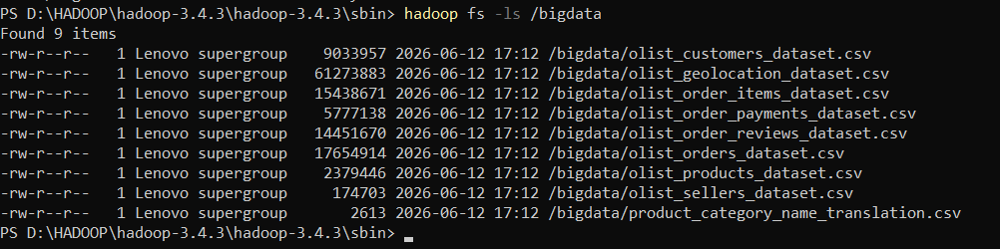 PS D:\HADOOP\hadoop-3.4.3\hadoop-3.4.3\sbin> hadoop fs -ls /bigdata
Found 9 items
-rw-r--r--   1 Lenovo supergroup    9033957 2026-06-12 17:12 /bigdata/olist_customers_dataset.csv
-rw-r--r--   1 Lenovo supergroup   61273883 2026-06-12 17:12 /bigdata/olist_geolocation_dataset.csv
-rw-r--r--   1 Lenovo supergroup   15438671 2026-06-12 17:12 /bigdata/olist_order_items_dataset.csv
-rw-r--r--   1 Lenovo supergroup    5777138 2026-06-12 17:12 /bigdata/olist_order_payments_dataset.csv
-rw-r--r--   1 Lenovo supergroup   14451670 2026-06-12 17:12 /bigdata/olist_order_reviews_dataset.csv
-rw-r--r--   1 Lenovo supergroup   17654914 2026-06-12 17:12 /bigdata/olist_orders_dataset.csv
-rw-r--r--   1 Lenovo supergroup    2379446 2026-06-12 17:12 /bigdata/olist_products_dataset.csv
-rw-r--r--   1 Lenovo supergroup     174703 2026-06-12 17:12 /bigdata/olist_sellers_dataset.csv
-rw-r--r--   1 Lenovo supergroup       2613 2026-06-12 17:12 /bigdata/product_category_name_translation.csv
PS D:\HADOOP\hadoop-3.4.3\hadoop-3.4.3\sbin>